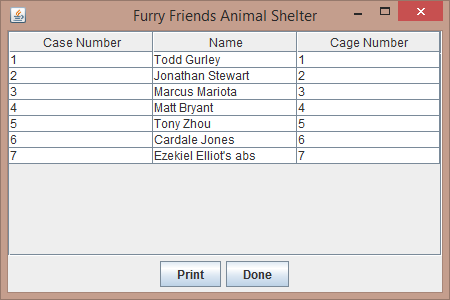 Furry Friends Animal Shelter
Case Number Name Cage Number
1 Todd Gurley 1
2 Jonathan Stewart 2
3 Marcus Mariota 3
4 Matt Bryant 4
5 Tony Zhou 5
6 Cardale Jones 6
7 Ezekiel Elliot's abs 7
Print Done